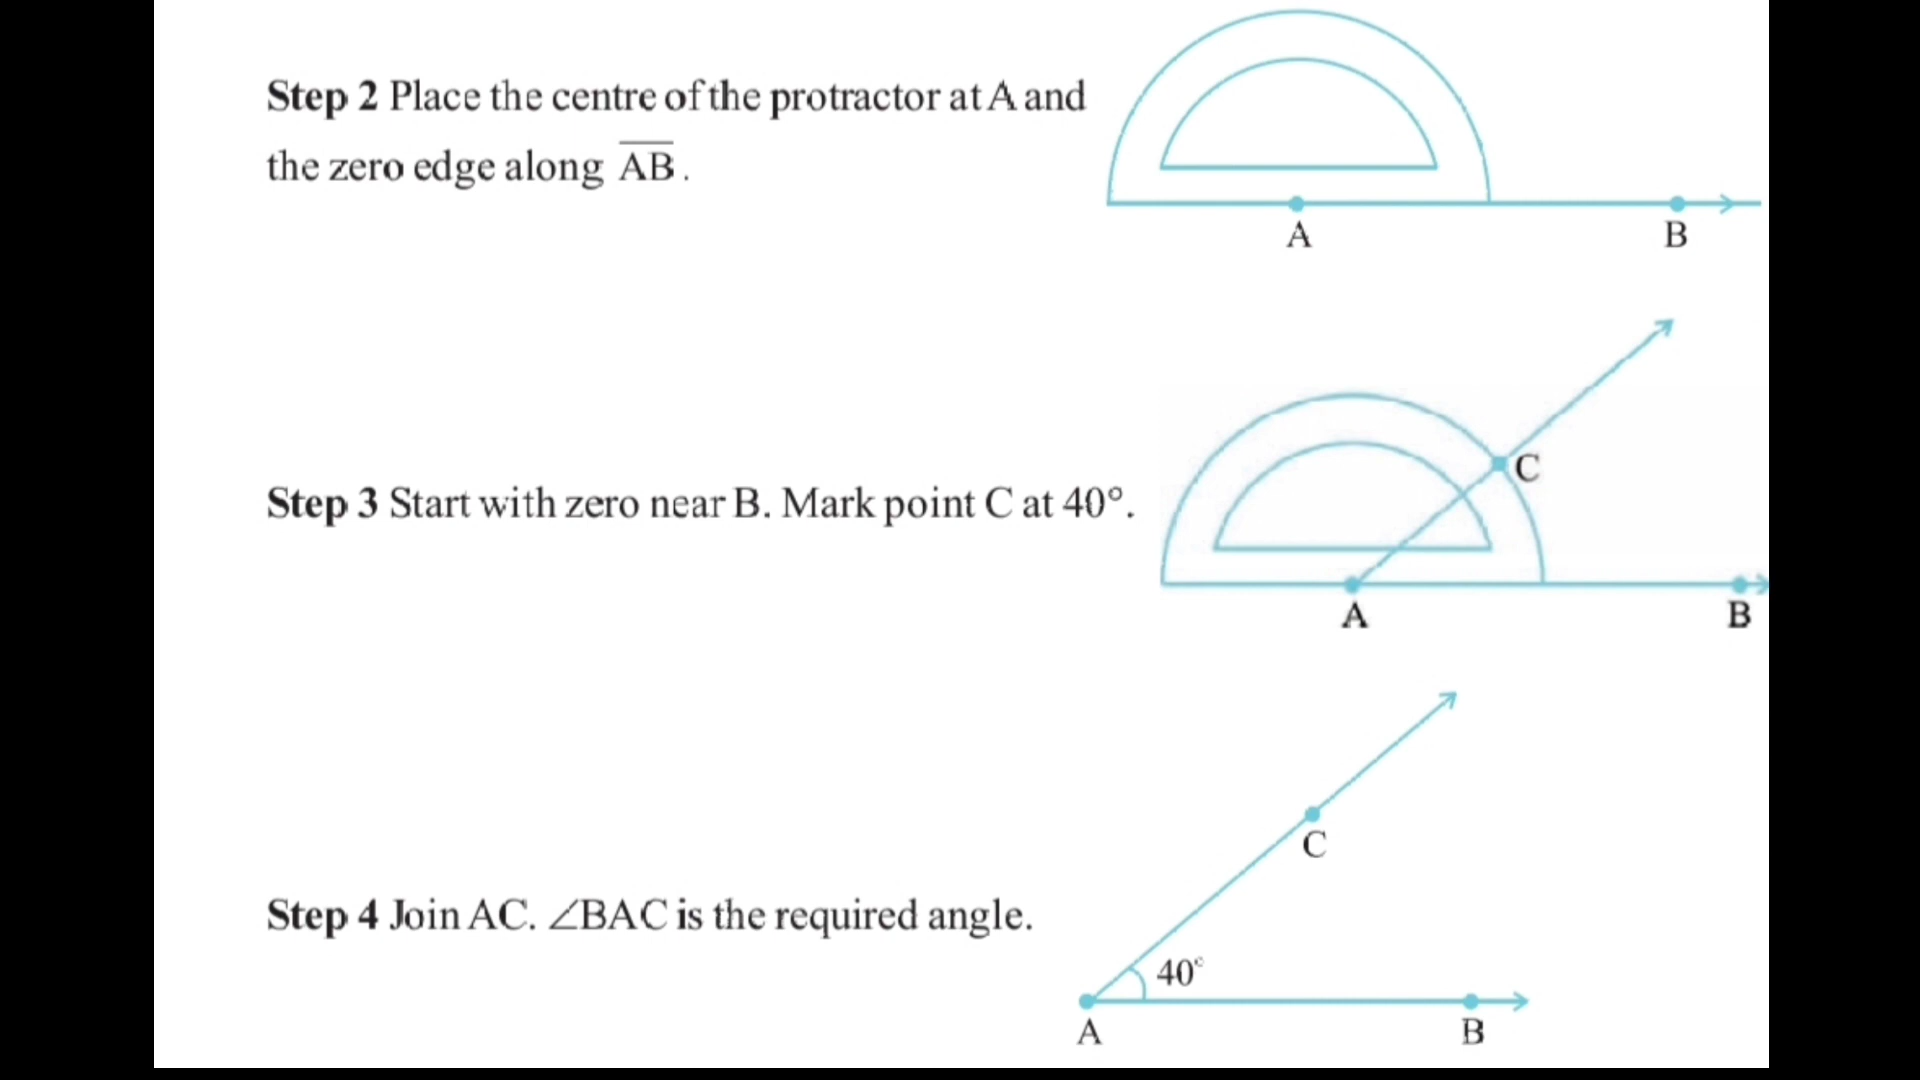 Step 2 Place the centre of the protractor at A and
the zero edge along A̅B̅.
A
B
C
Step 3 Start with zero near B. Mark point C at 40°.
A
B
C
Step 4 Join AC. ∠BAC is the required angle.
40°
A
B